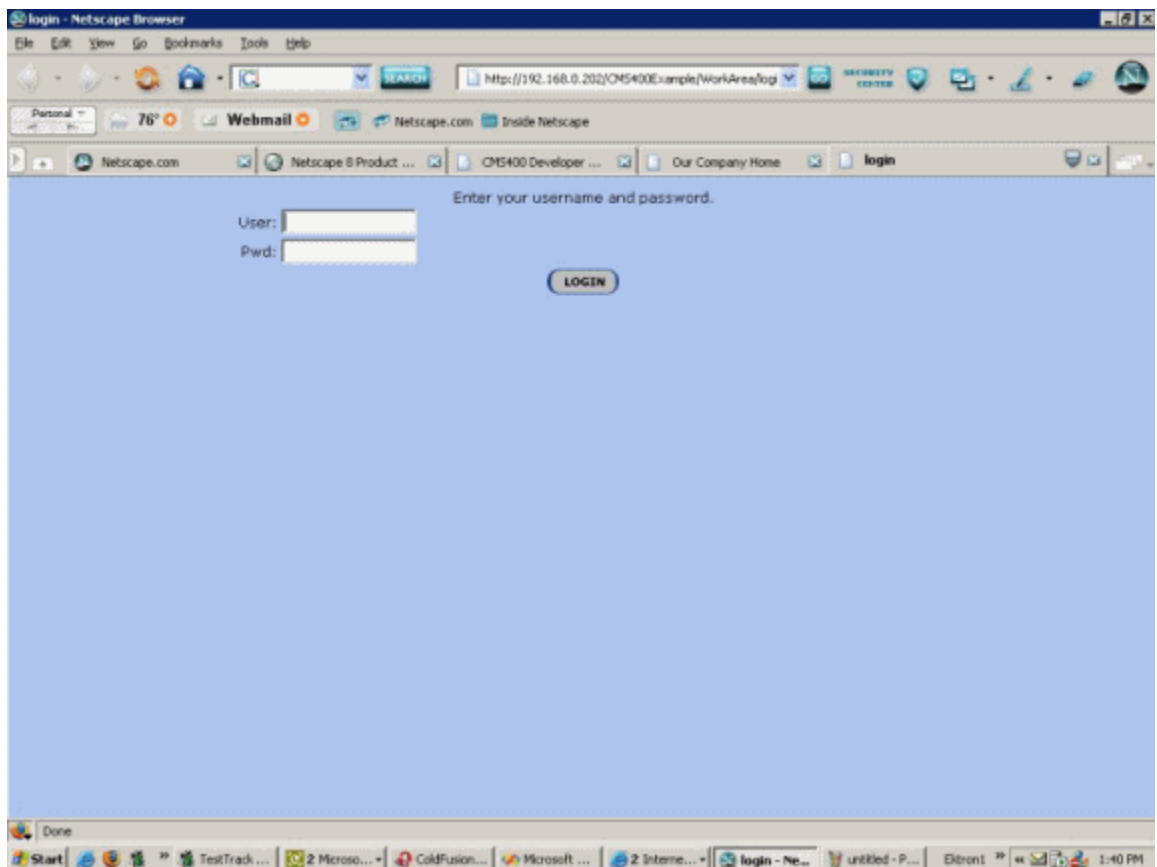 login - Netscape Browser
File Edit View Go Bookmarks Tools Help
SEARCH http://192.168.0.202/CMS400Example/WorkArea/logi GO SECURITY CENTER
Personal 76° Webmail Netscape.com Inside Netscape
Netscape.com Netscape 8 Product ... CMS400 Developer ... Our Company Home login
Enter your username and password.
User:
Pwd:
LOGIN
Done
Start » TestTrack ... 2 Microso... ColdFusion... Microsoft ... 2 Interne... login - Ne... untitled - P... Ektron1 » « 1:40 PM